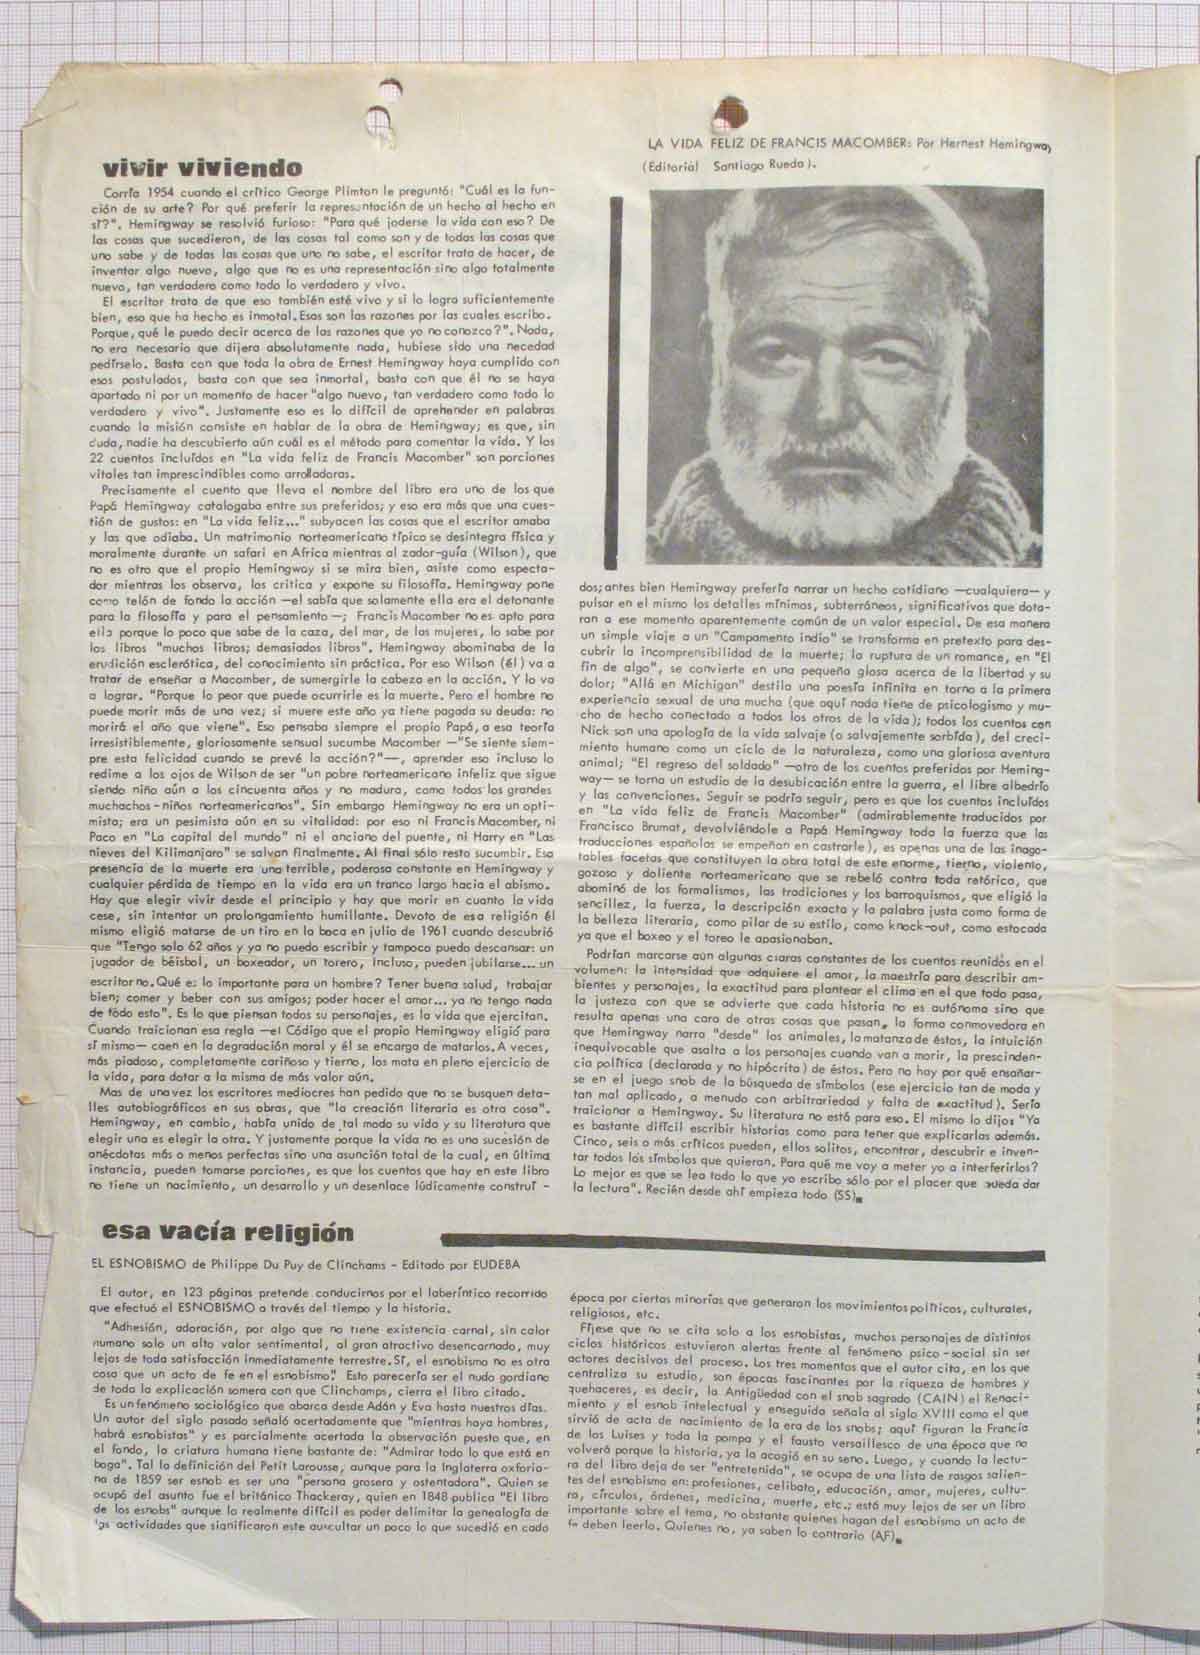 vivir viviendo
Corría 1954 cuando el crítico George Plimton le preguntó: "Cuál es la fun-
ción de su arte? Por qué preferir la representación de un hecho al hecho en
sí?". Hemingway se resolvió furioso: "Para qué joderse la vida con eso? De
las cosas que sucedieron, de las cosas tal como son y de todas las cosas que
uno sabe y de todas las cosas que uno no sabe, el escritor trata de hacer, de
inventar algo nuevo, algo que no es una representación sino algo totalmente
nuevo, tan verdadero como todo lo verdadero y vivo.
El escritor trata de que eso también esté vivo y si lo logra suficientemente
bien, eso que ha hecho es inmotal. Esas son las razones por las cuales escribo.
Porque, qué le puedo decir acerca de las razones que yo no conozco?". Nada,
no era necesario que dijera absolutamente nada, hubiese sido una necedad
pedírselo. Basta con que toda la obra de Ernest Hemingway haya cumplido con
esos postulados, basta con que sea inmortal, basta con que él no se haya
apartado ni por un momento de hacer "algo nuevo, tan verdadero como todo lo
verdadero y vivo". Justamente eso es lo difícil de aprehender en palabras
cuando la misión consiste en hablar de la obra de Hemingway; es que, sin
duda, nadie ha descubierto aún cuál es el método para comentar la vida. Y los
22 cuentos incluídos en "La vida feliz de Francis Macomber" son porciones
vitales tan imprescindibles como arrolladoras.
Precisamente el cuento que lleva el nombre del libro era uno de los que
Papá Hemingway catalogaba entre sus preferidos; y eso era más que una cues-
tión de gustos: en "La vida feliz..." subyacen las cosas que el escritor amaba
y las que odiaba. Un matrimonio norteamericano típico se desintegra física y
moralmente durante un safari en Africa mientras al zador-guía (Wilson), que
no es otro que el propio Hemingway si se mira bien, asiste como especta-
dor mientras los observa, los critica y expone su filosofía. Hemingway pone
como telón de fondo la acción —el sabía que solamente ella era el detonante
para la filosofía y para el pensamiento—; Francis Macomber no es apto para
ella porque lo poco que sabe de la caza, del mar, de las mujeres, lo sabe por
los libros "muchos libros; demasiados libros". Hemingway abominaba de la
erudición esclerótica, del conocimiento sin práctica. Por eso Wilson (él) va a
tratar de enseñar a Macomber, de sumergirle la cabeza en la acción. Y lo va
a lograr. "Porque lo peor que puede ocurrirle es la muerte. Pero el hombre no
puede morir más de una vez; si muere este año ya tiene pagada su deuda: no
morirá el año que viene". Eso pensaba siempre el propio Papá, a esa teoría
irresistiblemente, gloriosamente sensual sucumbe Macomber —"Se siente siem-
pre esta felicidad cuando se prevé la acción?"—, aprender eso incluso lo
redime a los ojos de Wilson de ser "un pobre norteamericano infeliz que sigue
siendo niño aún a los cincuenta años y no madura, como todos los grandes
muchachos-niños norteamericanos". Sin embargo Hemingway no era un opti-
mista; era un pesimista aún en su vitalidad: por eso ni Francis Macomber, ni
Paco en "La capital del mundo" ni el anciano del puente, ni Harry en "Las
nieves del Kilimanjaro" se salvan finalmente. Al final sólo resta sucumbir. Esa
presencia de la muerte era una terrible, poderosa constante en Hemingway y
cualquier pérdida de tiempo en la vida era un tranco largo hacia el abismo.
Hay que elegir vivir desde el principio y hay que morir en cuanto la vida
cese, sin intentar un prolongamiento humillante. Devoto de esa religión él
mismo eligió matarse de un tiro en la boca en julio de 1961 cuando descubrió
que "Tengo solo 62 años y ya no puedo escribir y tampoco puedo descansar: un
jugador de béisbol, un boxeador, un torero, incluso, pueden jubilarse... un
escritor no. Qué es lo importante para un hombre? Tener buena salud, trabajar
bien; comer y beber con sus amigos; poder hacer el amor... ya no tengo nada
de todo esto". Es lo que piensan todos su personajes, es la vida que ejercitan.
Cuando traicionan esa regla —el Código que el propio Hemingway eligió para
sí mismo— caen en la degradación moral y él se encarga de matarlos. A veces,
más piadoso, completamente cariñoso y tierno, los mata en pleno ejercicio de
la vida, para dotar a la misma de más valor aún.
Mas de una vez los escritores mediocres han pedido que no se busquen deta-
lles autobiográficos en sus obras, que "la creación literaria es otra cosa".
Hemingway, en cambio, había unido de tal modo su vida y su literatura que
elegir una es elegir la otra. Y justamente porque la vida no es una sucesión de
anécdotas más o menos perfectas sino una asunción total de la cual, en última
instancia, pueden tomarse porciones, es que los cuentos que hay en este libro
no tiene un nacimiento, un desarrollo y un desenlace lúdicamente construí -
LA VIDA FELIZ DE FRANCIS MACOMBER: Por Hernest Hemingway
(Editorial Santiago Rueda).
dos; antes bien Hemingway prefería narrar un hecho cotidiano —cualquiera— y
pulsar en el mismo los detalles mínimos, subterráneos, significativos que dota-
ran a ese momento aparentemente común de un valor especial. De esa manera
un simple viaje a un "Campamento indio" se transforma en pretexto para des-
cubrir la incomprensibilidad de la muerte; la ruptura de un romance, en "El
fin de algo", se convierte en una pequeña glosa acerca de la libertad y su
dolor; "Allá en Michigan" destila una poesía infinita en torno a la primera
experiencia sexual de una mucha (que aquí nada tiene de psicologismo y mu-
cho de hecho conectado a todos los otros de la vida); todos los cuentos con
Nick son una apología de la vida salvaje (o salvajemente sorbida), del creci-
miento humano como un ciclo de la naturaleza, como una gloriosa aventura
animal; "El regreso del soldado" —otro de los cuentos preferidos por Heming-
way— se torna un estudio de la desubicación entre la guerra, el libre albedrío
y las convenciones. Seguir se podría seguir, pero es que los cuentos incluídos
en "La vida feliz de Francis Macomber" (admirablemente traducidos por
Francisco Brumat, devolviéndole a Papá Hemingway toda la fuerza que las
traducciones españolas se empeñan en castrarle), es apenas una de las inago-
tables facetas que constituyen la obra total de este enorme, tierno, violento,
gozoso y doliente norteamericano que se rebeló contra toda retórica, que
abominó de los formalismos, las tradiciones y los barroquismos, que eligió la
sencillez, la fuerza, la descripción exacta y la palabra justa como forma de
la belleza literaria, como pilar de su estilo, como knock-out, como estocada
ya que el boxeo y el toreo le apasionaban.
Podrían marcarse aún algunas claras constantes de los cuentos reunidos en el
volumen: la intensidad que adquiere el amor, la maestría para describir am-
bientes y personajes, la exactitud para plantear el clima en el que todo pasa,
la justeza con que se advierte que cada historia no es autónoma sino que
resulta apenas una cara de otras cosas que pasan, la forma conmovedora en
que Hemingway narra "desde" los animales, la matanza de éstos, la intuición
inequivocable que asalta a los personajes cuando van a morir, la prescinden-
cia política (declarada y no hipócrita) de éstos. Pero no hay por qué ensañar-
se en el juego snob de la búsqueda de símbolos (ese ejercicio tan de moda y
tan mal aplicado, a menudo con arbitrariedad y falta de exactitud). Sería
traicionar a Hemingway. Su literatura no está para eso. El mismo lo dijo: "Ya
es bastante difícil escribir historias como para tener que explicarlas además.
Cinco, seis o más críticos pueden, ellos solitos, encontrar, descubrir e inven-
tar todos los símbolos que quieran. Para qué me voy a meter yo a interferirlos?
Lo mejor es que se lea todo lo que yo escribo sólo por el placer que pueda dar
la lectura". Recién desde ahí empieza todo (SS).
esa vacía religión
EL ESNOBISMO de Philippe Du Puy de Clinchams - Editado por EUDEBA
El autor, en 123 páginas pretende conducirnos por el laberíntico recorrido
que efectuó el ESNOBISMO a través del tiempo y la historia.
"Adhesión, adoración, por algo que no tiene existencia carnal, sin calor
humano solo un alto valor sentimental, al gran atractivo desencarnado, muy
lejos de toda satisfacción inmediatamente terrestre. Sí, el esnobismo no es otra
cosa que un acto de fe en el esnobismo". Esto parecería ser el nudo gordiano
de toda la explicación somera con que Clinchamps, cierra el libro citado.
Es un fenómeno sociológico que abarca desde Adán y Eva hasta nuestros días.
Un autor del siglo pasado señaló acertadamente que "mientras haya hombres,
habrá esnobistas" y es parcialmente acertada la observación puesto que, en
el fondo, la criatura humana tiene bastante de: "Admirar todo lo que está en
boga". Tal la definición del Petit Larousse, aunque para la Inglaterra oxforia-
na de 1859 ser esnob es ser una "persona grosera y ostentadora". Quien se
ocupó del asunto fue el británico Thackeray, quien en 1848 publica "El libro
de los esnobs" aunque lo realmente difícil es poder delimitar la genealogía de
las actividades que significaron este auscultar un poco lo que sucedió en cada
época por ciertas minorías que generaron los movimientos políticos, culturales,
religiosos, etc.
Fíjese que no se cita solo a los esnobistas, muchos personajes de distintos
ciclos históricos estuvieron alertas frente al fenómeno psico-social sin ser
actores decisivos del proceso. Los tres momentos que el autor cita, en los que
centraliza su estudio, son épocas fascinantes por la riqueza de hombres y
quehaceres, es decir, la Antigüedad con el snob sagrado (CAIN) el Renaci-
miento y el esnob intelectual y enseguida señala al siglo XVIII como el que
sirvió de acta de nacimiento de la era de los snobs; aquí figuran la Francia
de los Luises y toda la pompa y el fausto versallesco de una época que no
volverá porque la historia, ya la acogió en su seno. Luego, y cuando la lectu-
ra del libro deja de ser "entretenida", se ocupa de una lista de rasgos salien-
tes del esnobismo en: profesiones, celibato, educación, amor, mujeres, cultu-
ra, círculos, órdenes, medicina, muerte, etc.; está muy lejos de ser un libro
importante sobre el tema, no obstante quienes hagan del esnobismo un acto de
fe deben leerlo. Quienes no, ya saben lo contrario (AF).